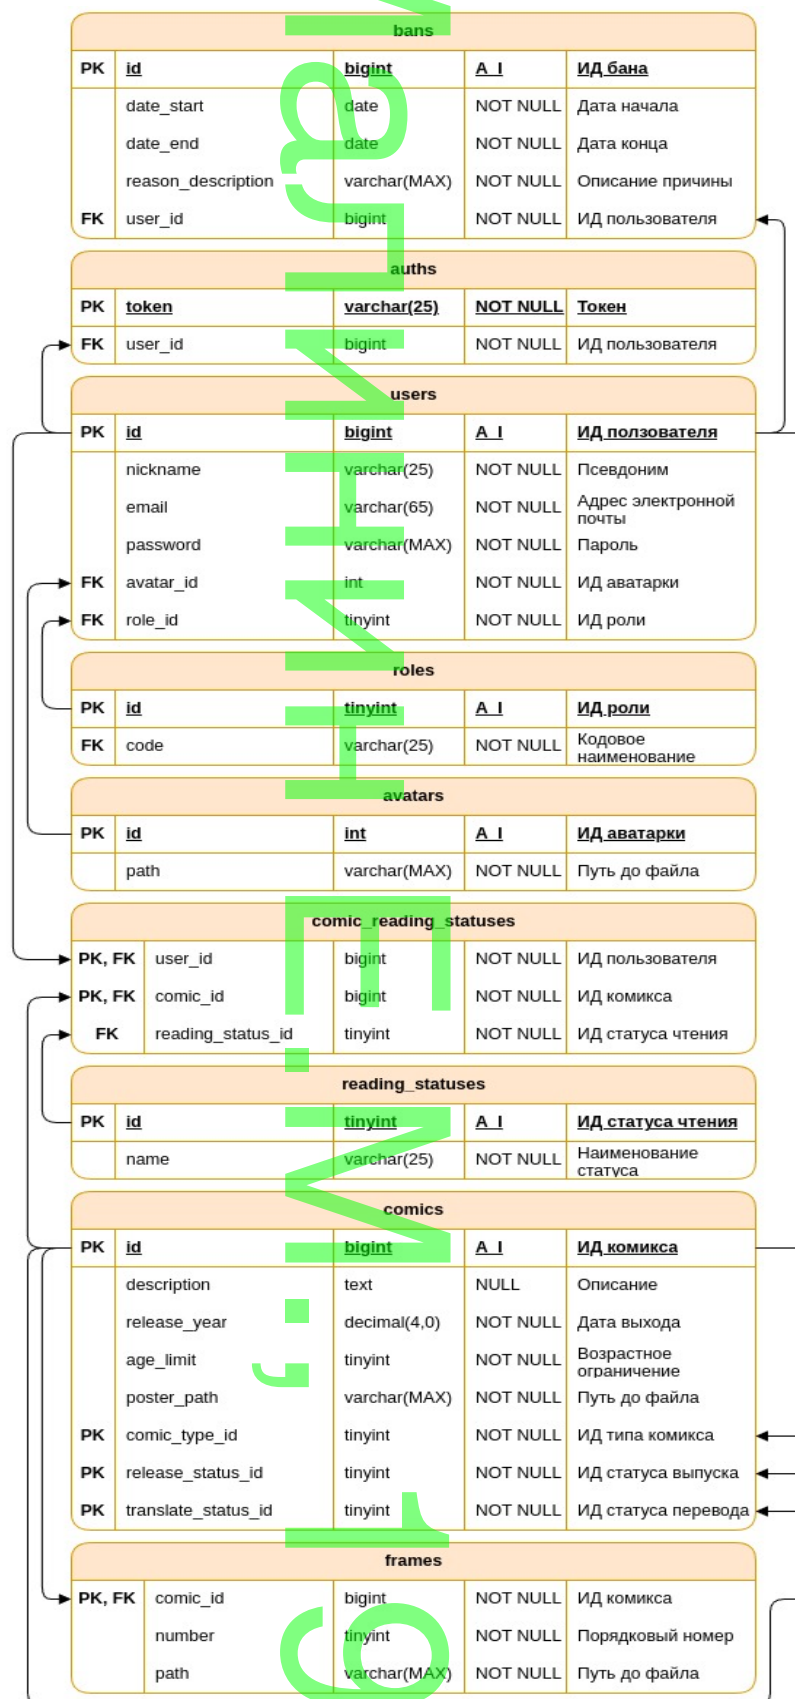 bans
PK id bigint A_I ИД бана
date_start date NOT NULL Дата начала
date_end date NOT NULL Дата конца
reason_description varchar(MAX) NOT NULL Описание причины
FK user_id bigint NOT NULL ИД пользователя
auths
PK token varchar(25) NOT NULL Токен
FK user_id bigint NOT NULL ИД пользователя
users
PK id bigint A_I ИД ползователя
nickname varchar(25) NOT NULL Псевдоним
email varchar(65) NOT NULL Адрес электронной
почты
password varchar(MAX) NOT NULL Пароль
FK avatar_id int NOT NULL ИД аватарки
FK role_id tinyint NOT NULL ИД роли
roles
PK id tinyint A_I ИД роли
FK code varchar(25) NOT NULL Кодовое
наименование
avatars
PK id int A_I ИД аватарки
path varchar(MAX) NOT NULL Путь до файла
comic_reading_statuses
PK, FK user_id bigint NOT NULL ИД пользователя
PK, FK comic_id bigint NOT NULL ИД комикса
FK reading_status_id tinyint NOT NULL ИД статуса чтения
reading_statuses
PK id tinyint A_I ИД статуса чтения
name varchar(25) NOT NULL Наименование
статуса
comics
PK id bigint A_I ИД комикса
description text NULL Описание
release_year decimal(4,0) NOT NULL Дата выхода
age_limit tinyint NOT NULL Возрастное
ограничение
poster_path varchar(MAX) NOT NULL Путь до файла
PK comic_type_id tinyint NOT NULL ИД типа комикса
PK release_status_id tinyint NOT NULL ИД статуса выпуска
PK translate_status_id tinyint NOT NULL ИД статуса перевода
frames
PK, FK comic_id bigint NOT NULL ИД комикса
number tinyint NOT NULL Порядковый номер
path varchar(MAX) NOT NULL Путь до файла
Малинин Е.М., 19